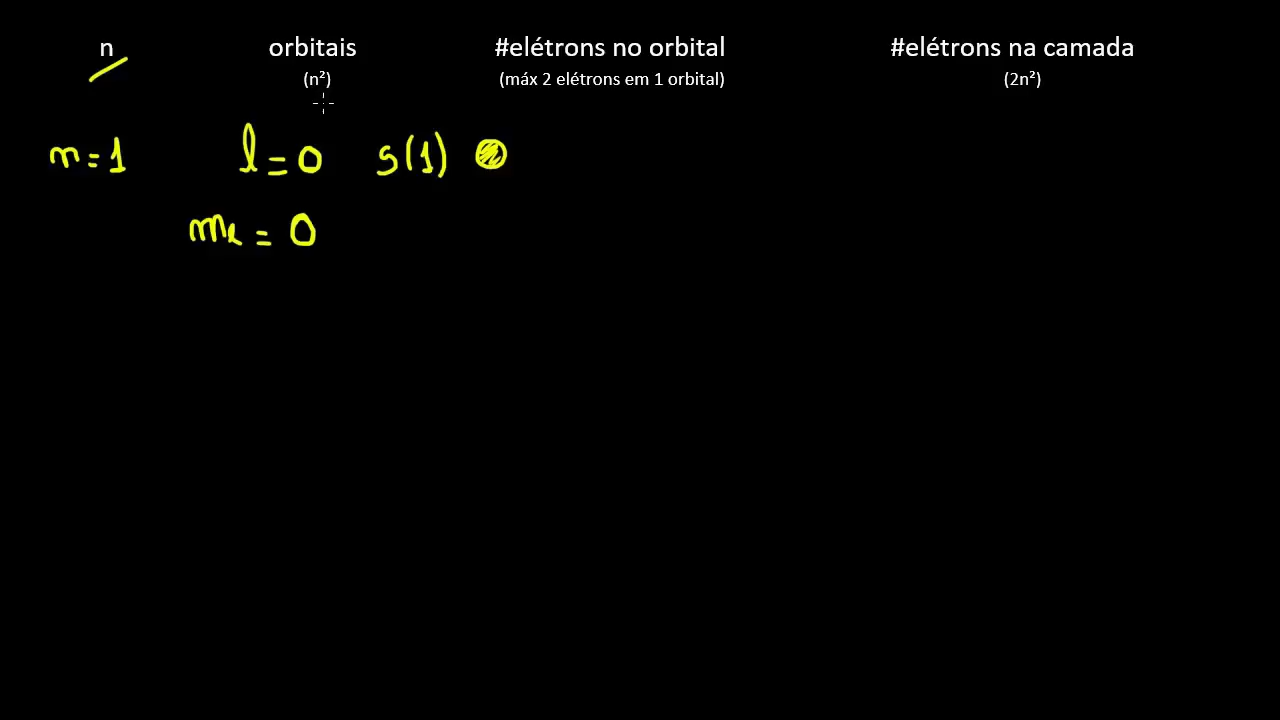 n orbitais #elétrons no orbital #elétrons na camada
(n²) (máx 2 elétrons em 1 orbital) (2n²)
n = 1 l = 0 s(1)
mₗ = 0